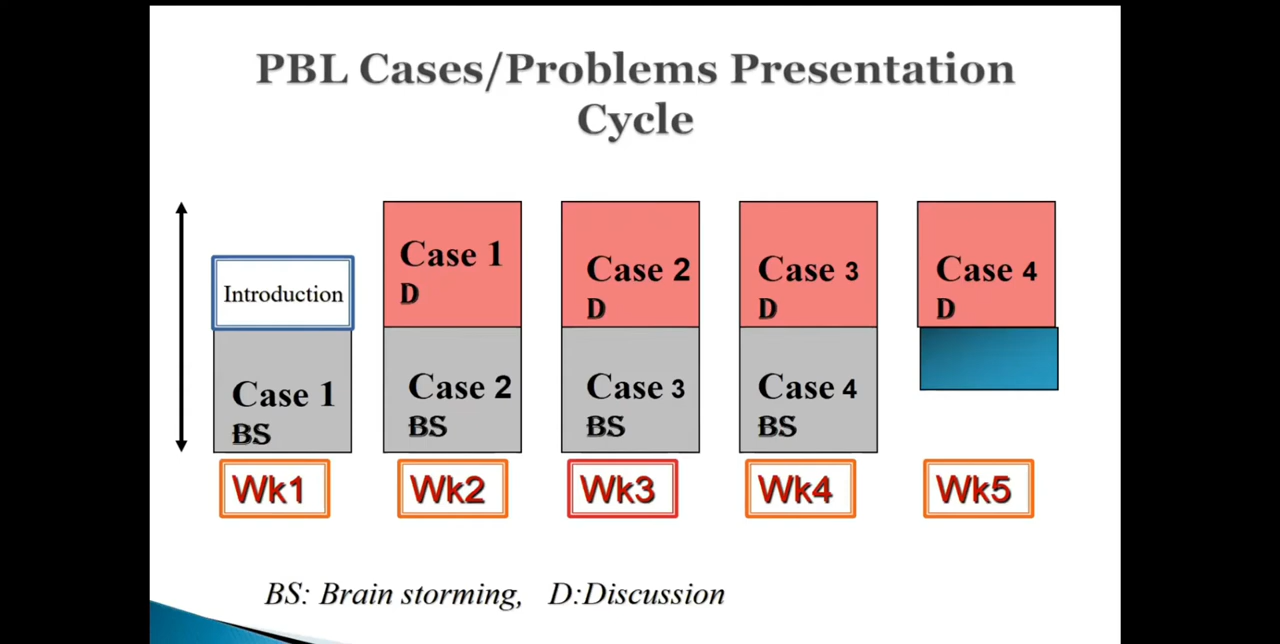 PBL Cases/Problems Presentation
Cycle
Introduction
Case 1
BS
Wk1
Case 1
D
Case 2
BS
Wk2
Case 2
D
Case 3
BS
Wk3
Case 3
D
Case 4
BS
Wk4
Case 4
D
Wk5
BS: Brain storming, D:Discussion